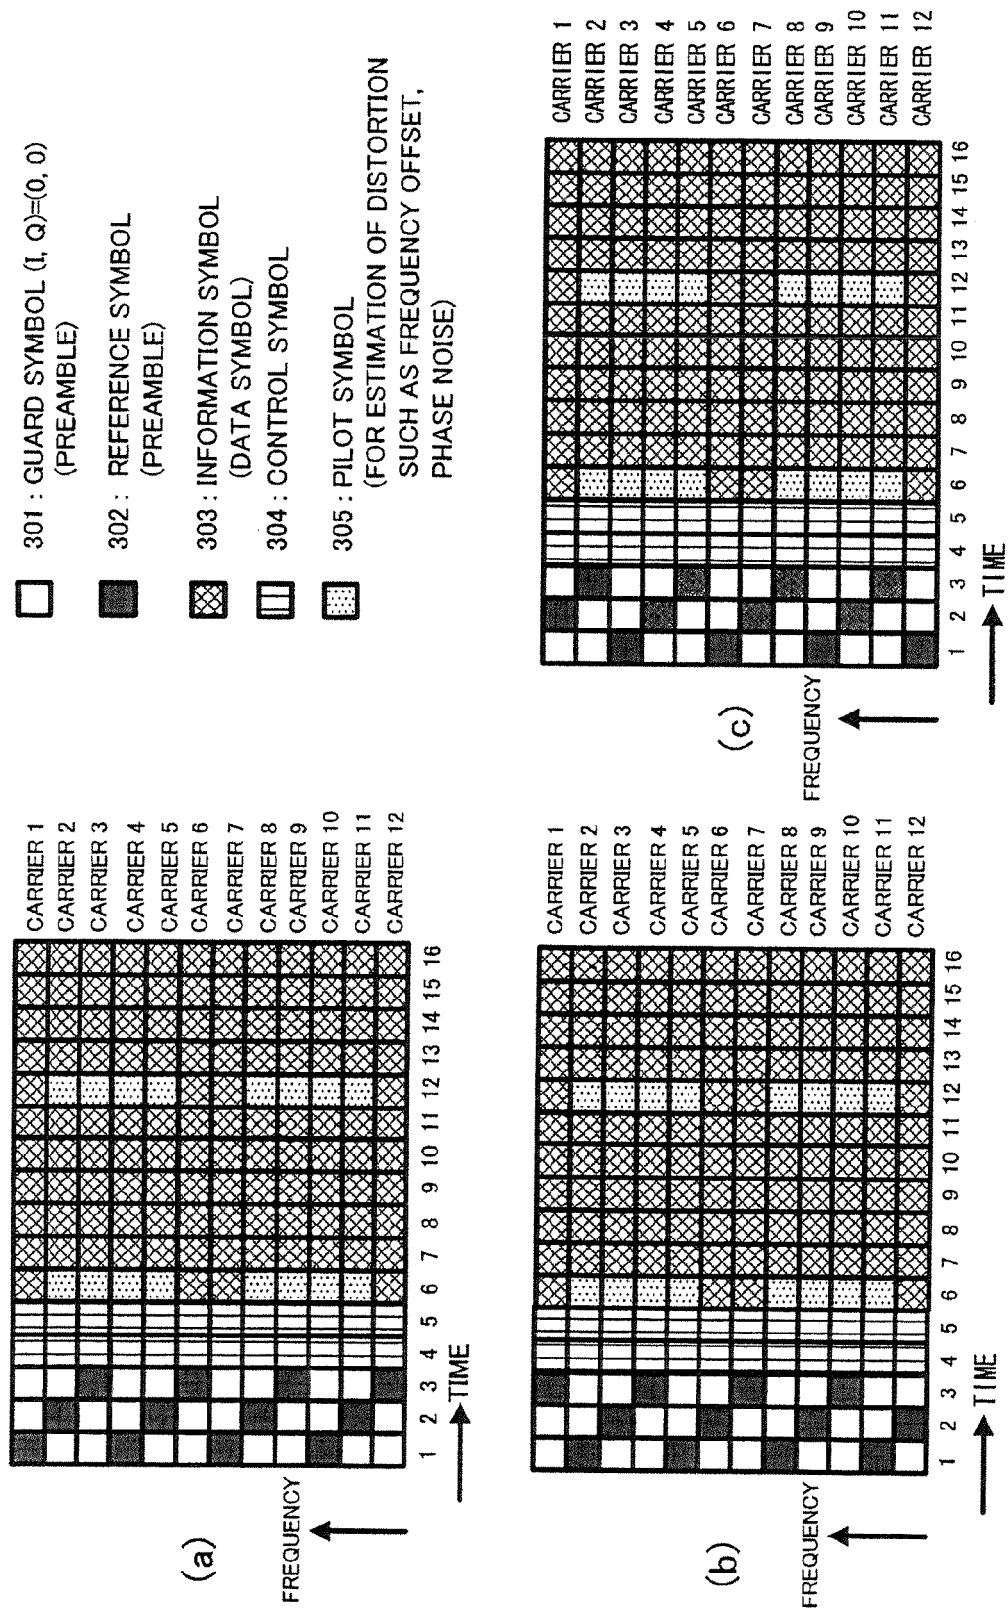 301 : GUARD SYMBOL (I, Q)=(0, 0)
(PREAMBLE)
302 : REFERENCE SYMBOL
(PREAMBLE)
303 : INFORMATION SYMBOL
(DATA SYMBOL)
304 : CONTROL SYMBOL
305 : PILOT SYMBOL
(FOR ESTIMATION OF DISTORTION
SUCH AS FREQUENCY OFFSET,
PHASE NOISE)
(a)
CARRIER 1
CARRIER 2
CARRIER 3
CARRIER 4
CARRIER 5
CARRIER 6
CARRIER 7
CARRIER 8
CARRIER 9
CARRIER 10
CARRIER 11
CARRIER 12
FREQUENCY
1 2 3 4 5 6 7 8 9 10 11 12 13 14 15 16
TIME
(b)
CARRIER 1
CARRIER 2
CARRIER 3
CARRIER 4
CARRIER 5
CARRIER 6
CARRIER 7
CARRIER 8
CARRIER 9
CARRIER 10
CARRIER 11
CARRIER 12
FREQUENCY
1 2 3 4 5 6 7 8 9 10 11 12 13 14 15 16
TIME
(c)
CARRIER 1
CARRIER 2
CARRIER 3
CARRIER 4
CARRIER 5
CARRIER 6
CARRIER 7
CARRIER 8
CARRIER 9
CARRIER 10
CARRIER 11
CARRIER 12
FREQUENCY
1 2 3 4 5 6 7 8 9 10 11 12 13 14 15 16
TIME